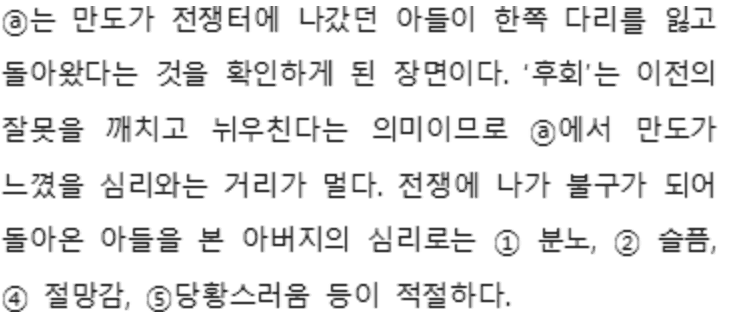 ⓐ는 만도가 전쟁터에 나갔던 아들이 한쪽 다리를 잃고
돌아왔다는 것을 확인하게 된 장면이다. ‘후회’는 이전의
잘못을 깨치고 뉘우친다는 의미이므로 ⓐ에서 만도가
느꼈을 심리와는 거리가 멀다. 전쟁에 나가 불구가 되어
돌아온 아들을 본 아버지의 심리로는 ① 분노, ② 슬픔,
④ 절망감, ⑤당황스러움 등이 적절하다.